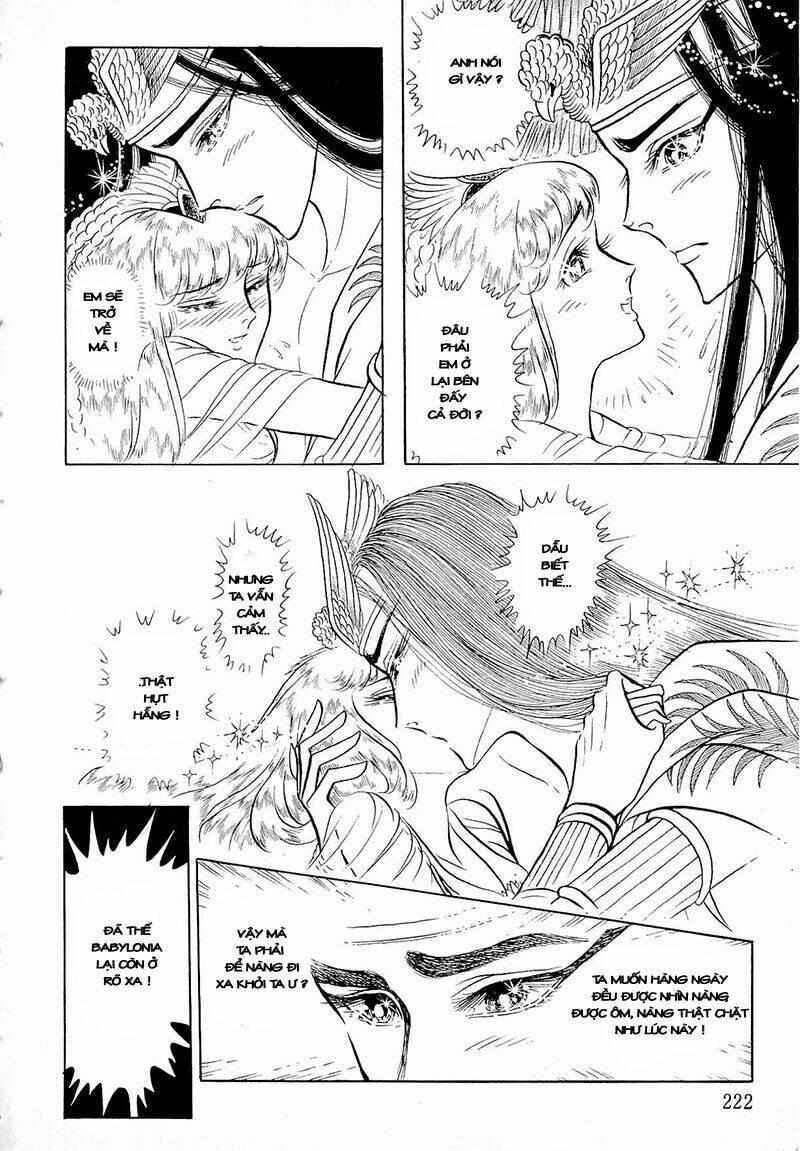 ANH NÓI
GÌ VẬY ?
ĐÂU
PHẢI
EM Ở
LẠI BÊN
ĐẤY
CẢ ĐỜI ?
EM SẼ
TRỞ
VỀ
MÀ !
DẪU
BIẾT
THẾ...
NHƯNG
TA VẪN
CẢM
THẤY..
.THẬT
HỤT
HẪNG !
TA MUỐN HÀNG NGÀY
ĐỀU ĐƯỢC NHÌN NÀNG,
ĐƯỢC ÔM, NÀNG THẬT CHẶT
NHƯ LÚC NÀY !
VẬY MÀ
TA PHẢI
ĐỂ NÀNG ĐI
XA KHỎI TA Ư ?
ĐÃ THẾ
BABYLONIA
LẠI CÒN Ở
RÕ XA !
222